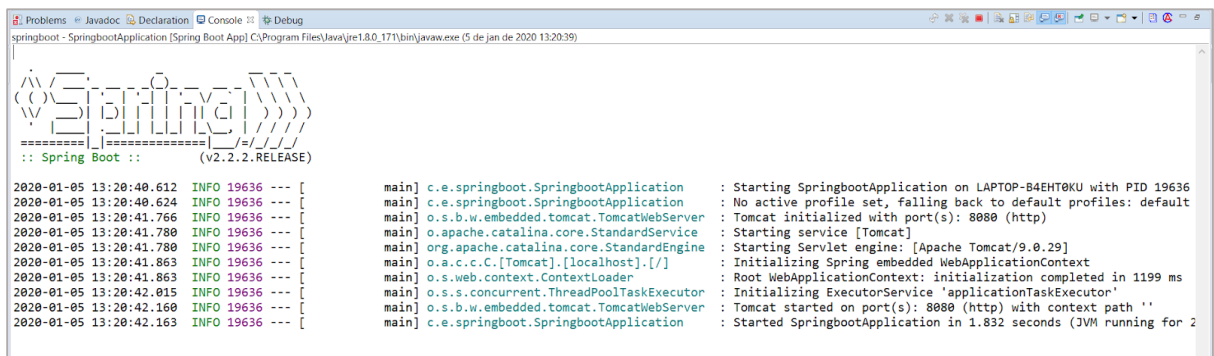 Problems Javadoc Declaration Console Debug
springboot - SpringbootApplication [Spring Boot App] C:\Program Files\Java\jre1.8.0_171\bin\javaw.exe (5 de jan de 2020 13:20:39)
  .   ____          _            __ _ _
 /\\ / ___'_ __ _ _(_)_ __  __ _ \ \ \ \
( ( )\___ | '_ | '_| | '_ \/ _` | \ \ \ \
 \\/  ___)| |_)| | | | | || (_| |  ) ) ) )
  '  |____| .__|_| |_|_| |_\__, | / / / /
 =========|_|==============|___/=/_/_/_/
 :: Spring Boot ::        (v2.2.2.RELEASE)
2020-01-05 13:20:40.612  INFO 19636 --- [           main] c.e.springboot.SpringbootApplication     : Starting SpringbootApplication on LAPTOP-B4EHT0KU with PID 19636
2020-01-05 13:20:40.624  INFO 19636 --- [           main] c.e.springboot.SpringbootApplication     : No active profile set, falling back to default profiles: default
2020-01-05 13:20:41.766  INFO 19636 --- [           main] o.s.b.w.embedded.tomcat.TomcatWebServer  : Tomcat initialized with port(s): 8080 (http)
2020-01-05 13:20:41.780  INFO 19636 --- [           main] o.apache.catalina.core.StandardService   : Starting service [Tomcat]
2020-01-05 13:20:41.780  INFO 19636 --- [           main] org.apache.catalina.core.StandardEngine  : Starting Servlet engine: [Apache Tomcat/9.0.29]
2020-01-05 13:20:41.863  INFO 19636 --- [           main] o.a.c.c.C.[Tomcat].[localhost].[/]       : Initializing Spring embedded WebApplicationContext
2020-01-05 13:20:41.863  INFO 19636 --- [           main] o.s.web.context.ContextLoader            : Root WebApplicationContext: initialization completed in 1199 ms
2020-01-05 13:20:42.015  INFO 19636 --- [           main] o.s.s.concurrent.ThreadPoolTaskExecutor  : Initializing ExecutorService 'applicationTaskExecutor'
2020-01-05 13:20:42.160  INFO 19636 --- [           main] o.s.b.w.embedded.tomcat.TomcatWebServer  : Tomcat started on port(s): 8080 (http) with context path ''
2020-01-05 13:20:42.163  INFO 19636 --- [           main] c.e.springboot.SpringbootApplication     : Started SpringbootApplication in 1.832 seconds (JVM running for 2